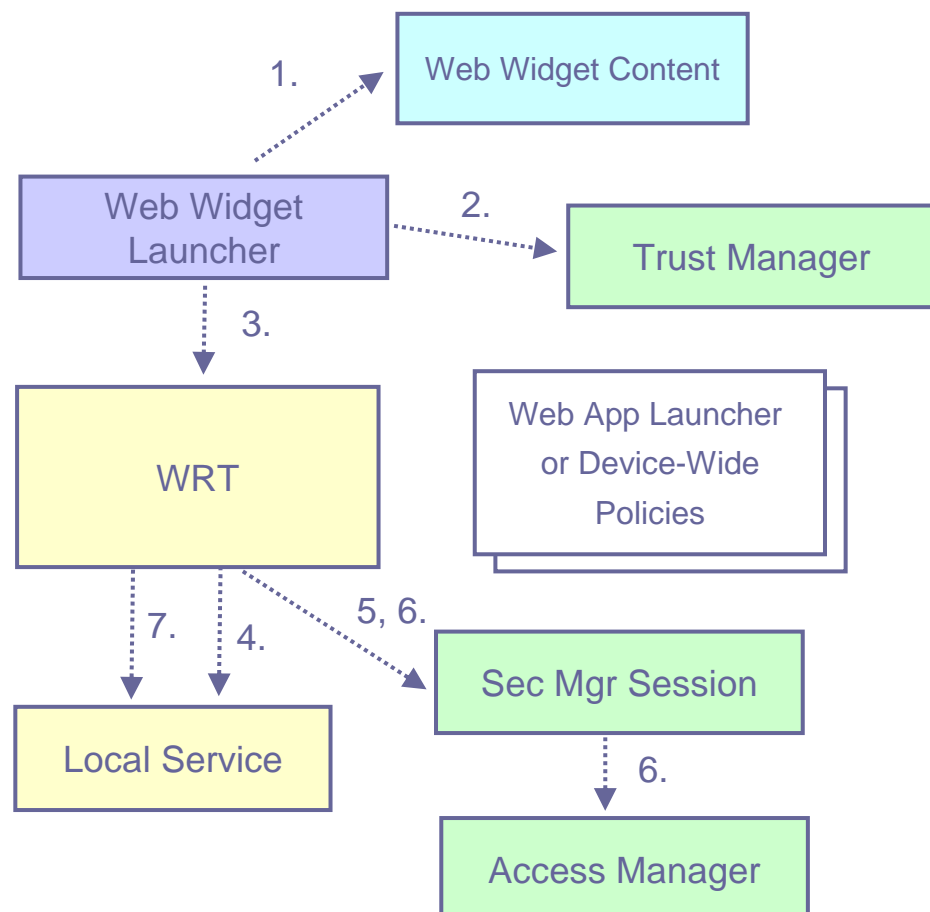 1.
Web Widget Content
Web Widget
Launcher
2.
Trust Manager
3.
WRT
Web App Launcher
or Device-Wide
Policies
7.
4.
5, 6.
Sec Mgr Session
Local Service
6.
Access Manager